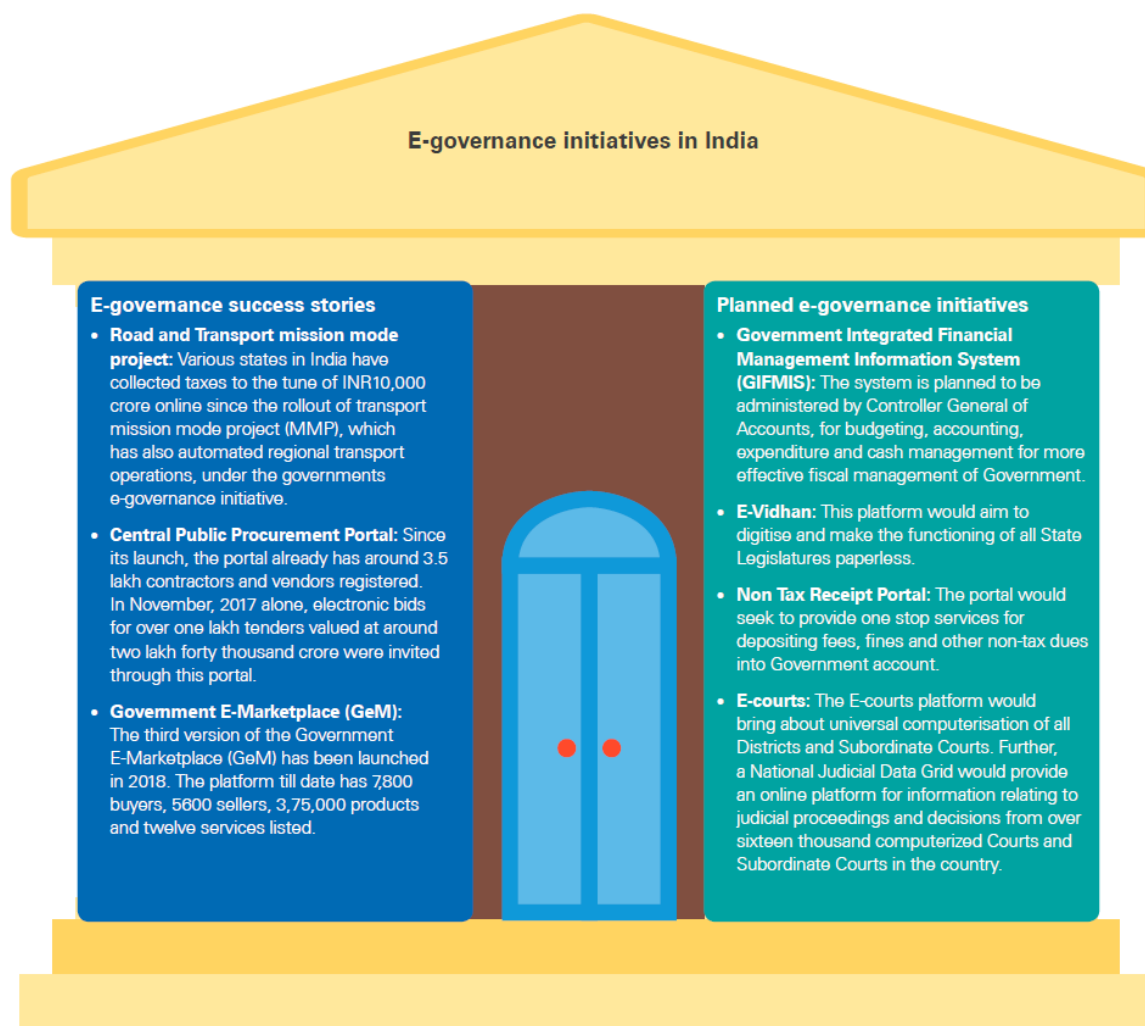 E-governance initiatives in India
E-governance success stories
• Road and Transport mission mode
project: Various states in India have
collected taxes to the tune of INR10,000
crore online since the rollout of transport
mission mode project (MMP), which
has also automated regional transport
operations, under the governments
e-governance initiative.
• Central Public Procurement Portal: Since
its launch, the portal already has around 3.5
lakh contractors and vendors registered.
In November, 2017 alone, electronic bids
for over one lakh tenders valued at around
two lakh forty thousand crore were invited
through this portal.
• Government E-Marketplace (GeM):
The third version of the Government
E-Marketplace (GeM) has been launched
in 2018. The platform till date has 7,800
buyers, 5600 sellers, 3,75,000 products
and twelve services listed.
Planned e-governance initiatives
• Government Integrated Financial
Management Information System
(GIFMIS): The system is planned to be
administered by Controller General of
Accounts, for budgeting, accounting,
expenditure and cash management for more
effective fiscal management of Government.
• E-Vidhan: This platform would aim to
digitise and make the functioning of all State
Legislatures paperless.
• Non Tax Receipt Portal: The portal would
seek to provide one stop services for
depositing fees, fines and other non-tax dues
into Government account.
• E-courts: The E-courts platform would
bring about universal computerisation of all
Districts and Subordinate Courts. Further,
a National Judicial Data Grid would provide
an online platform for information relating to
judicial proceedings and decisions from over
sixteen thousand computerized Courts and
Subordinate Courts in the country.